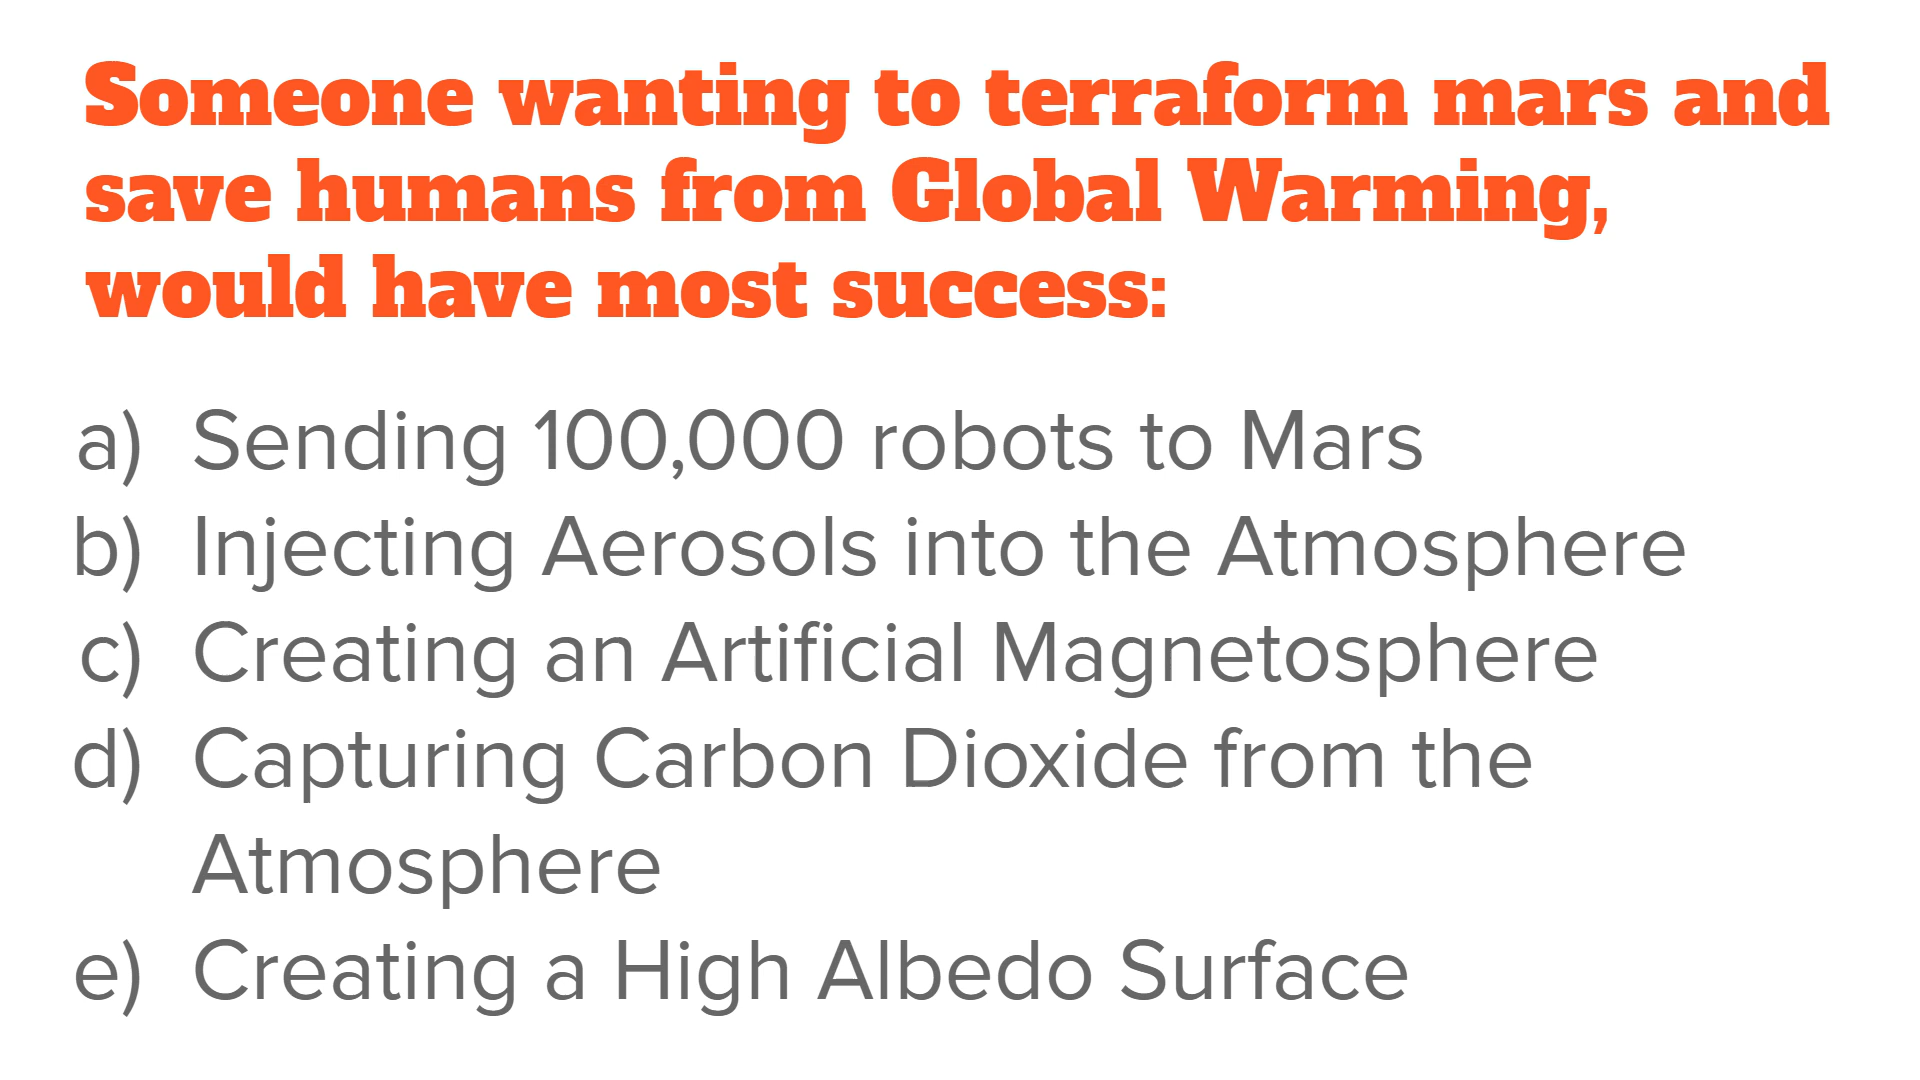 Someone wanting to terraform mars and
save humans from Global Warming,
would have most success:
a) Sending 100,000 robots to Mars
b) Injecting Aerosols into the Atmosphere
c) Creating an Artificial Magnetosphere
d) Capturing Carbon Dioxide from the
Atmosphere
e) Creating a High Albedo Surface